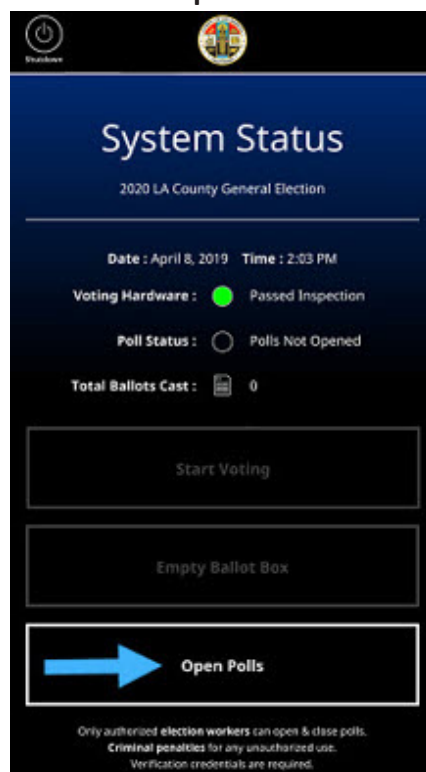 Shutdown
System Status
2020 LA County General Election
Date : April 8, 2019 Time : 2:03 PM
Voting Hardware : Passed Inspection
Poll Status : Polls Not Opened
Total Ballots Cast : 0
Start Voting
Empty Ballot Box
Open Polls
Only authorized election workers can open & close polls.
Criminal penalties for any unauthorized use.
Verification credentials are required.